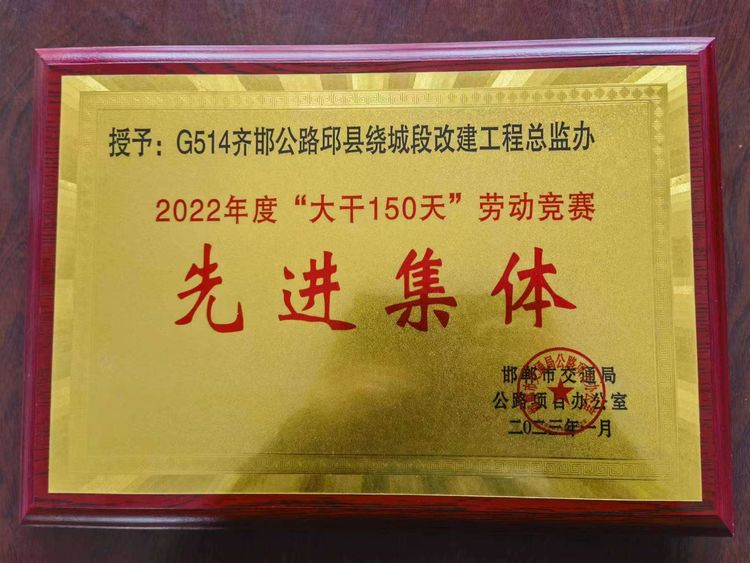 授予：G514齐邯公路邱县绕城段改建工程总监办
2022年度“大干150天”劳动竞赛
先进集体
邯郸市交通局
公路项目办公室
二〇二三年一月